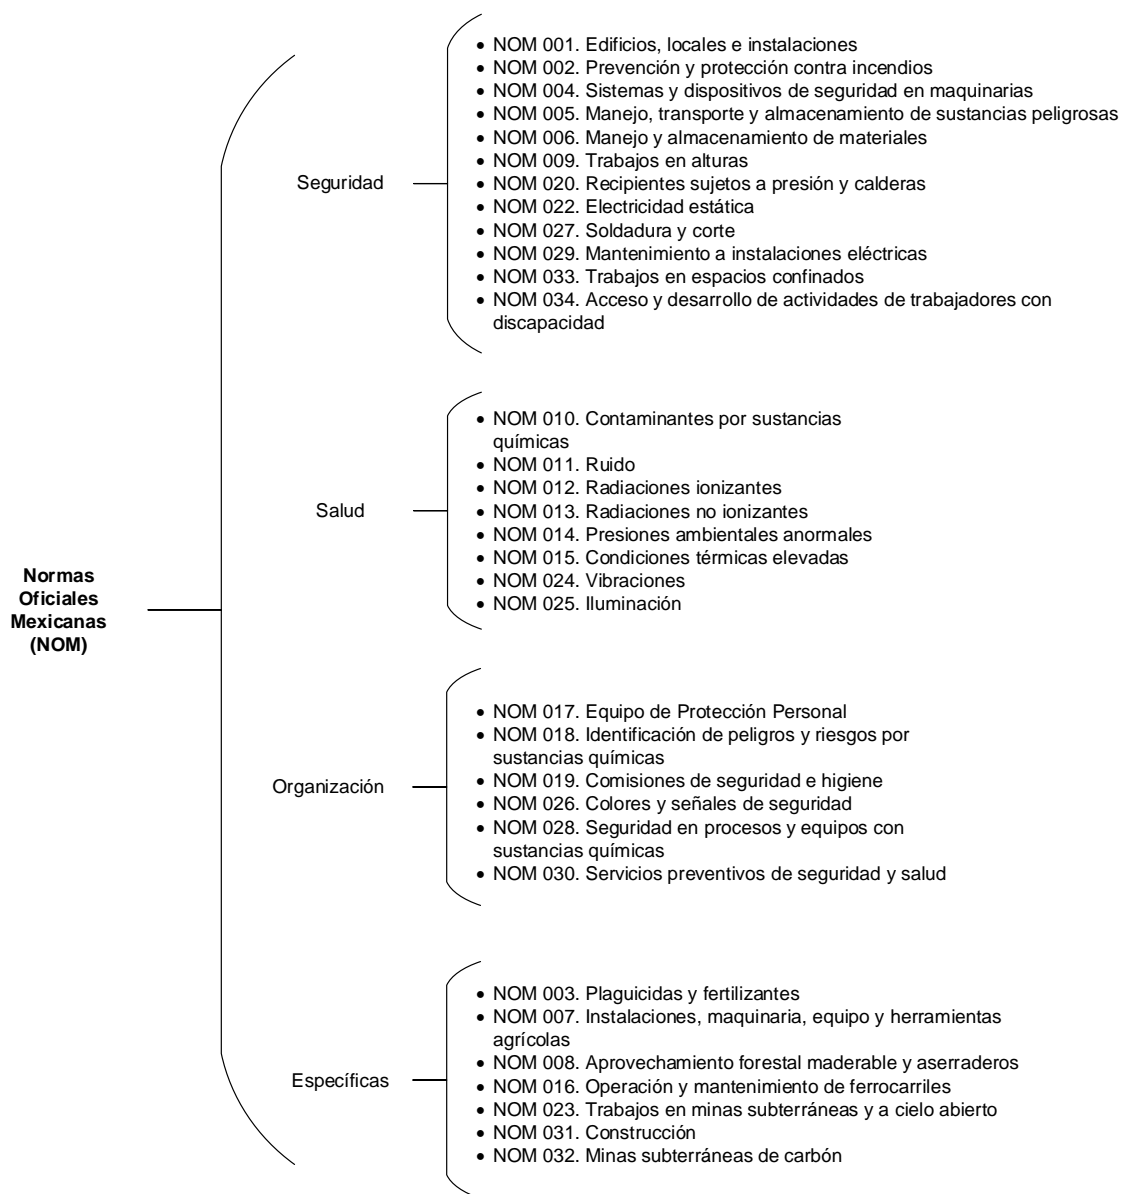 Normas
Oficiales
Mexicanas
(NOM)
Seguridad
• NOM 001. Edificios, locales e instalaciones
• NOM 002. Prevención y protección contra incendios
• NOM 004. Sistemas y dispositivos de seguridad en maquinarias
• NOM 005. Manejo, transporte y almacenamiento de sustancias peligrosas
• NOM 006. Manejo y almacenamiento de materiales
• NOM 009. Trabajos en alturas
• NOM 020. Recipientes sujetos a presión y calderas
• NOM 022. Electricidad estática
• NOM 027. Soldadura y corte
• NOM 029. Mantenimiento a instalaciones eléctricas
• NOM 033. Trabajos en espacios confinados
• NOM 034. Acceso y desarrollo de actividades de trabajadores con
discapacidad
Salud
• NOM 010. Contaminantes por sustancias
químicas
• NOM 011. Ruido
• NOM 012. Radiaciones ionizantes
• NOM 013. Radiaciones no ionizantes
• NOM 014. Presiones ambientales anormales
• NOM 015. Condiciones térmicas elevadas
• NOM 024. Vibraciones
• NOM 025. Iluminación
Organización
• NOM 017. Equipo de Protección Personal
• NOM 018. Identificación de peligros y riesgos por
sustancias químicas
• NOM 019. Comisiones de seguridad e higiene
• NOM 026. Colores y señales de seguridad
• NOM 028. Seguridad en procesos y equipos con
sustancias químicas
• NOM 030. Servicios preventivos de seguridad y salud
Específicas
• NOM 003. Plaguicidas y fertilizantes
• NOM 007. Instalaciones, maquinaria, equipo y herramientas
agrícolas
• NOM 008. Aprovechamiento forestal maderable y aserraderos
• NOM 016. Operación y mantenimiento de ferrocarriles
• NOM 023. Trabajos en minas subterráneas y a cielo abierto
• NOM 031. Construcción
• NOM 032. Minas subterráneas de carbón